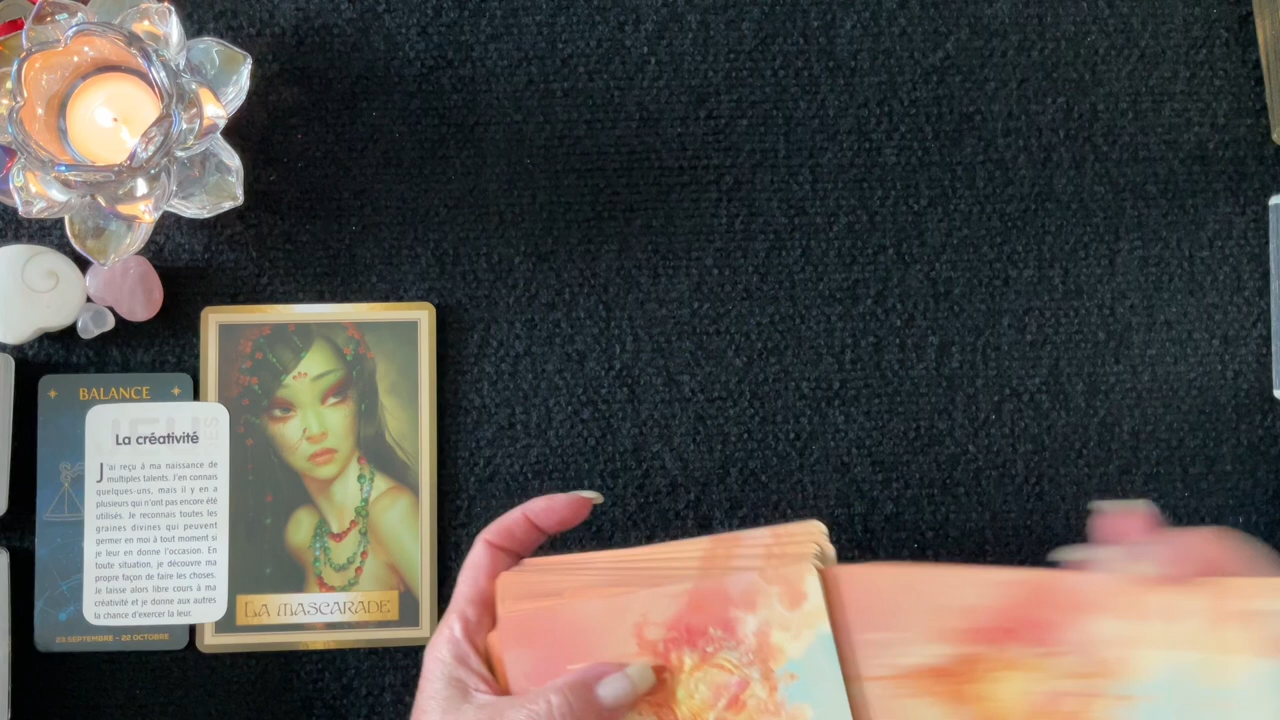 BALANCE
La créativité
J'ai reçu à ma naissance de
multiples talents. J'en connais
quelques-uns, mais il y en a
plusieurs qui n'ont pas encore été
utilisés. Je reconnais toutes les
graines divines qui peuvent
germer en moi à tout moment si
je leur en donne l'occasion. En
toute situation, je découvre ma
propre façon de faire les choses.
Je laisse alors libre cours à ma
créativité et je donne aux autres
la chance d'exercer la leur.
23 SEPTEMBRE - 22 OCTOBRE
LA MASCARADE